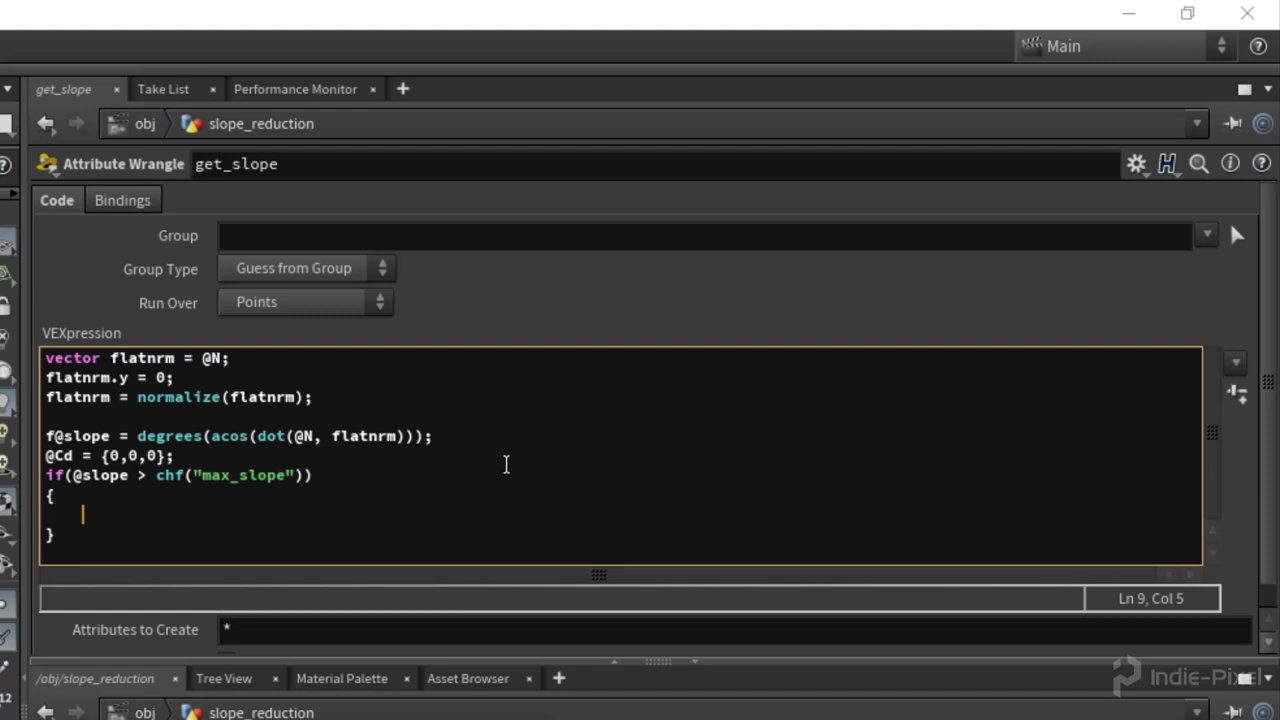 Main
get_slope × Take List × Performance Monitor ×
obj slope_reduction
Attribute Wrangle get_slope
Code Bindings
Group
Group Type Guess from Group
Run Over Points
VEXpression
vector flatnrm = @N;
flatnrm.y = 0;
flatnrm = normalize(flatnrm);
f@slope = degrees(acos(dot(@N, flatnrm)));
@Cd = {0,0,0};
if(@slope > chf("max_slope"))
{
}
Ln 9, Col 5
Attributes to Create *
/obj/slope_reduction × Tree View × Material Palette × Asset Browser ×
Indie-Pixel
12
obj slope_reduction